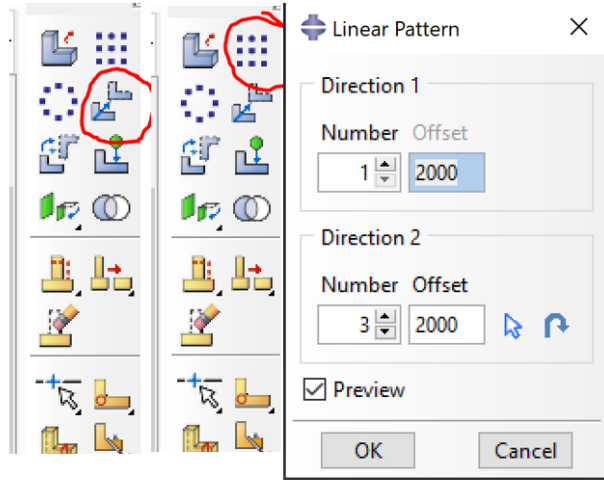 Linear Pattern
Direction 1
Number Offset
1 2000
Direction 2
Number Offset
3 2000
Preview
OK Cancel